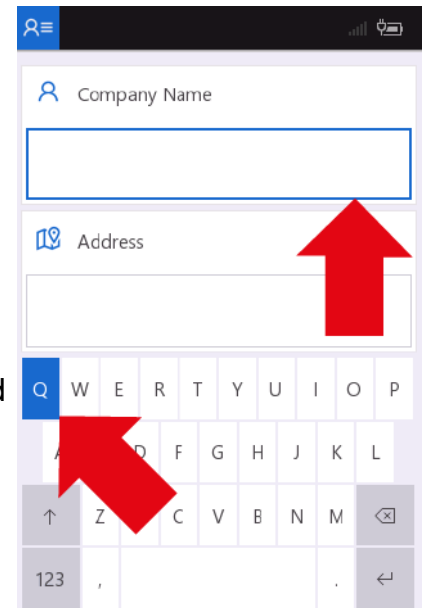 Company Name
Address
Q W E R T Y U I O P
D F G H J K L
Z C V B N M
123 , .